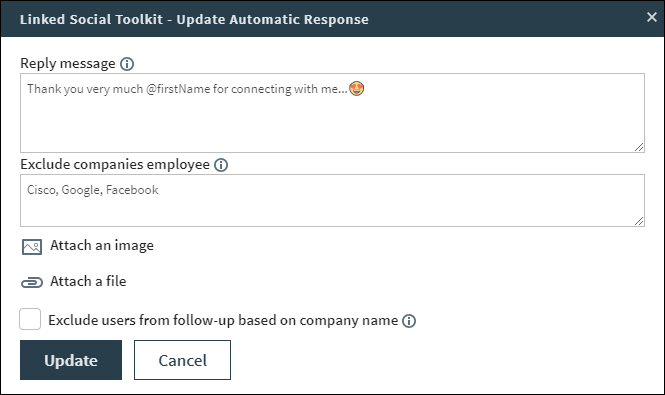 Linked Social Toolkit - Update Automatic Response
Reply message
Thank you very much @firstName for connecting with me...🤩
Exclude companies employee
Cisco, Google, Facebook
Attach an image
Attach a file
Exclude users from follow-up based on company name
Update Cancel